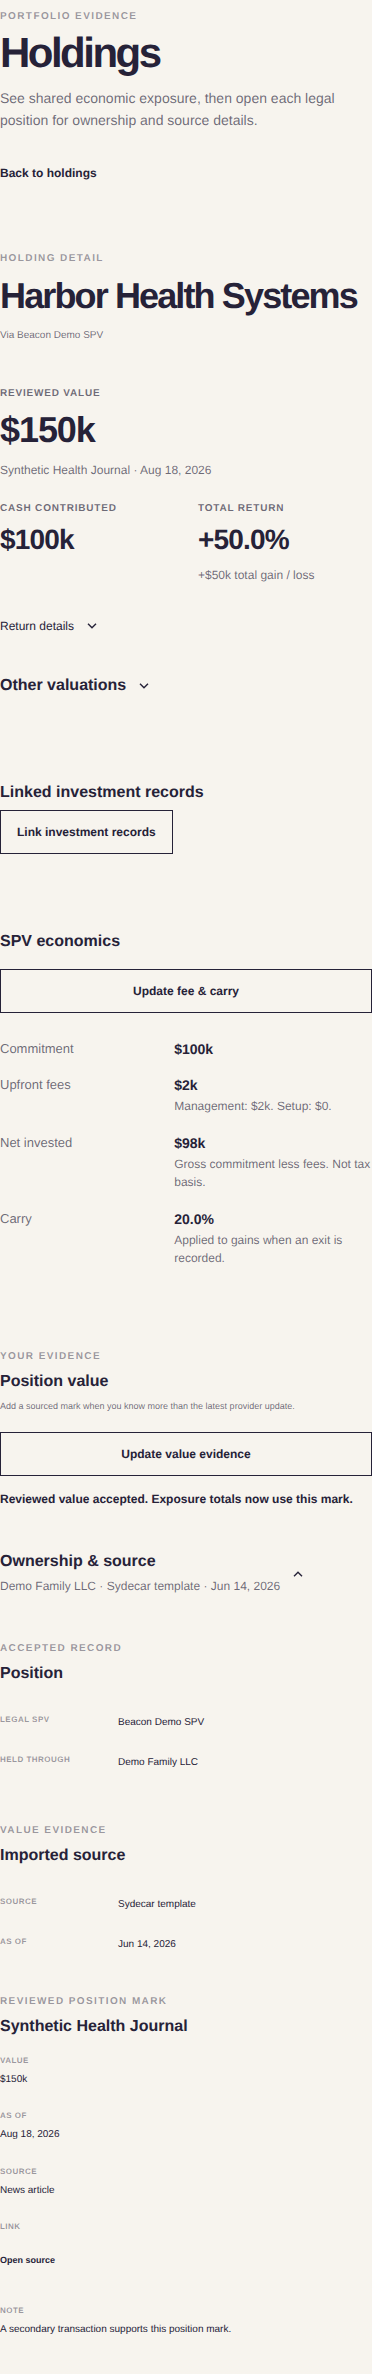 PORTFOLIO EVIDENCE
Holdings
See shared economic exposure, then open each legal
position for ownership and source details.
Back to holdings
HOLDING DETAIL
Harbor Health Systems
Via Beacon Demo SPV
REVIEWED VALUE
$150k
Synthetic Health Journal · Aug 18, 2026
CASH CONTRIBUTED
$100k
TOTAL RETURN
+50.0%
+$50k total gain / loss
Return details
Other valuations
Linked investment records
Link investment records
SPV economics
Update fee & carry
Commitment
$100k
Upfront fees
$2k
Management: $2k. Setup: $0.
Net invested
$98k
Gross commitment less fees. Not tax
basis.
Carry
20.0%
Applied to gains when an exit is
recorded.
YOUR EVIDENCE
Position value
Add a sourced mark when you know more than the latest provider update.
Update value evidence
Reviewed value accepted. Exposure totals now use this mark.
Ownership & source
Demo Family LLC · Sydecar template · Jun 14, 2026
ACCEPTED RECORD
Position
LEGAL SPV
Beacon Demo SPV
HELD THROUGH
Demo Family LLC
VALUE EVIDENCE
Imported source
SOURCE
Sydecar template
AS OF
Jun 14, 2026
REVIEWED POSITION MARK
Synthetic Health Journal
VALUE
$150k
AS OF
Aug 18, 2026
SOURCE
News article
LINK
Open source
NOTE
A secondary transaction supports this position mark.